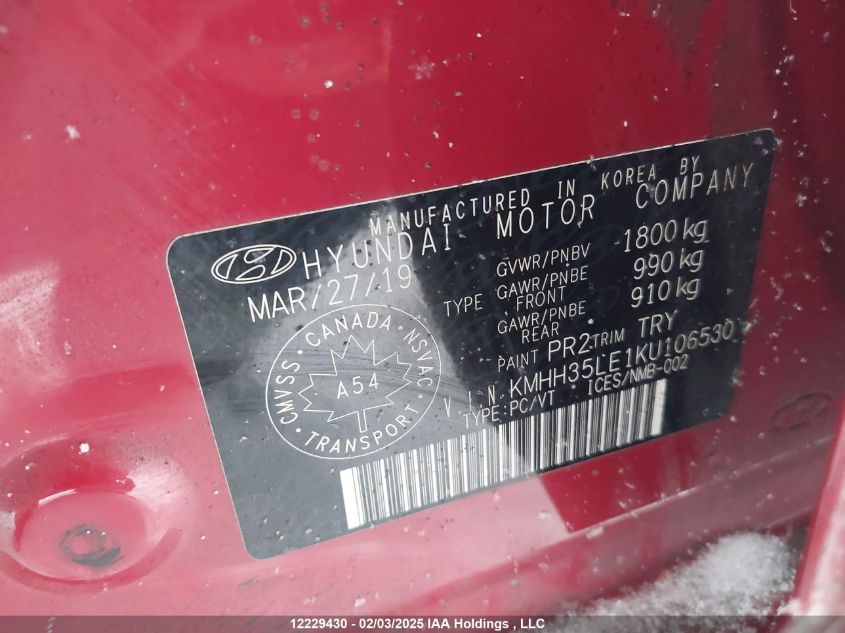 MANUFACTURED IN KOREA BY
HYUNDAI MOTOR COMPANY
MAR/27/19
GVWR/PNBV 1800 kg
TYPE GAWR/PNBE FRONT 990 kg
GAWR/PNBE REAR 910 kg
PAINT PR2 TRIM TRY
V.I.N. KMHH35LE1KU106530
TYPE:PC/VT ICES/NMB-002
CMVSS · CANADA · NSVAC
A54
· TRANSPORT ·
12229430 - 02/03/2025 IAA Holdings , LLC